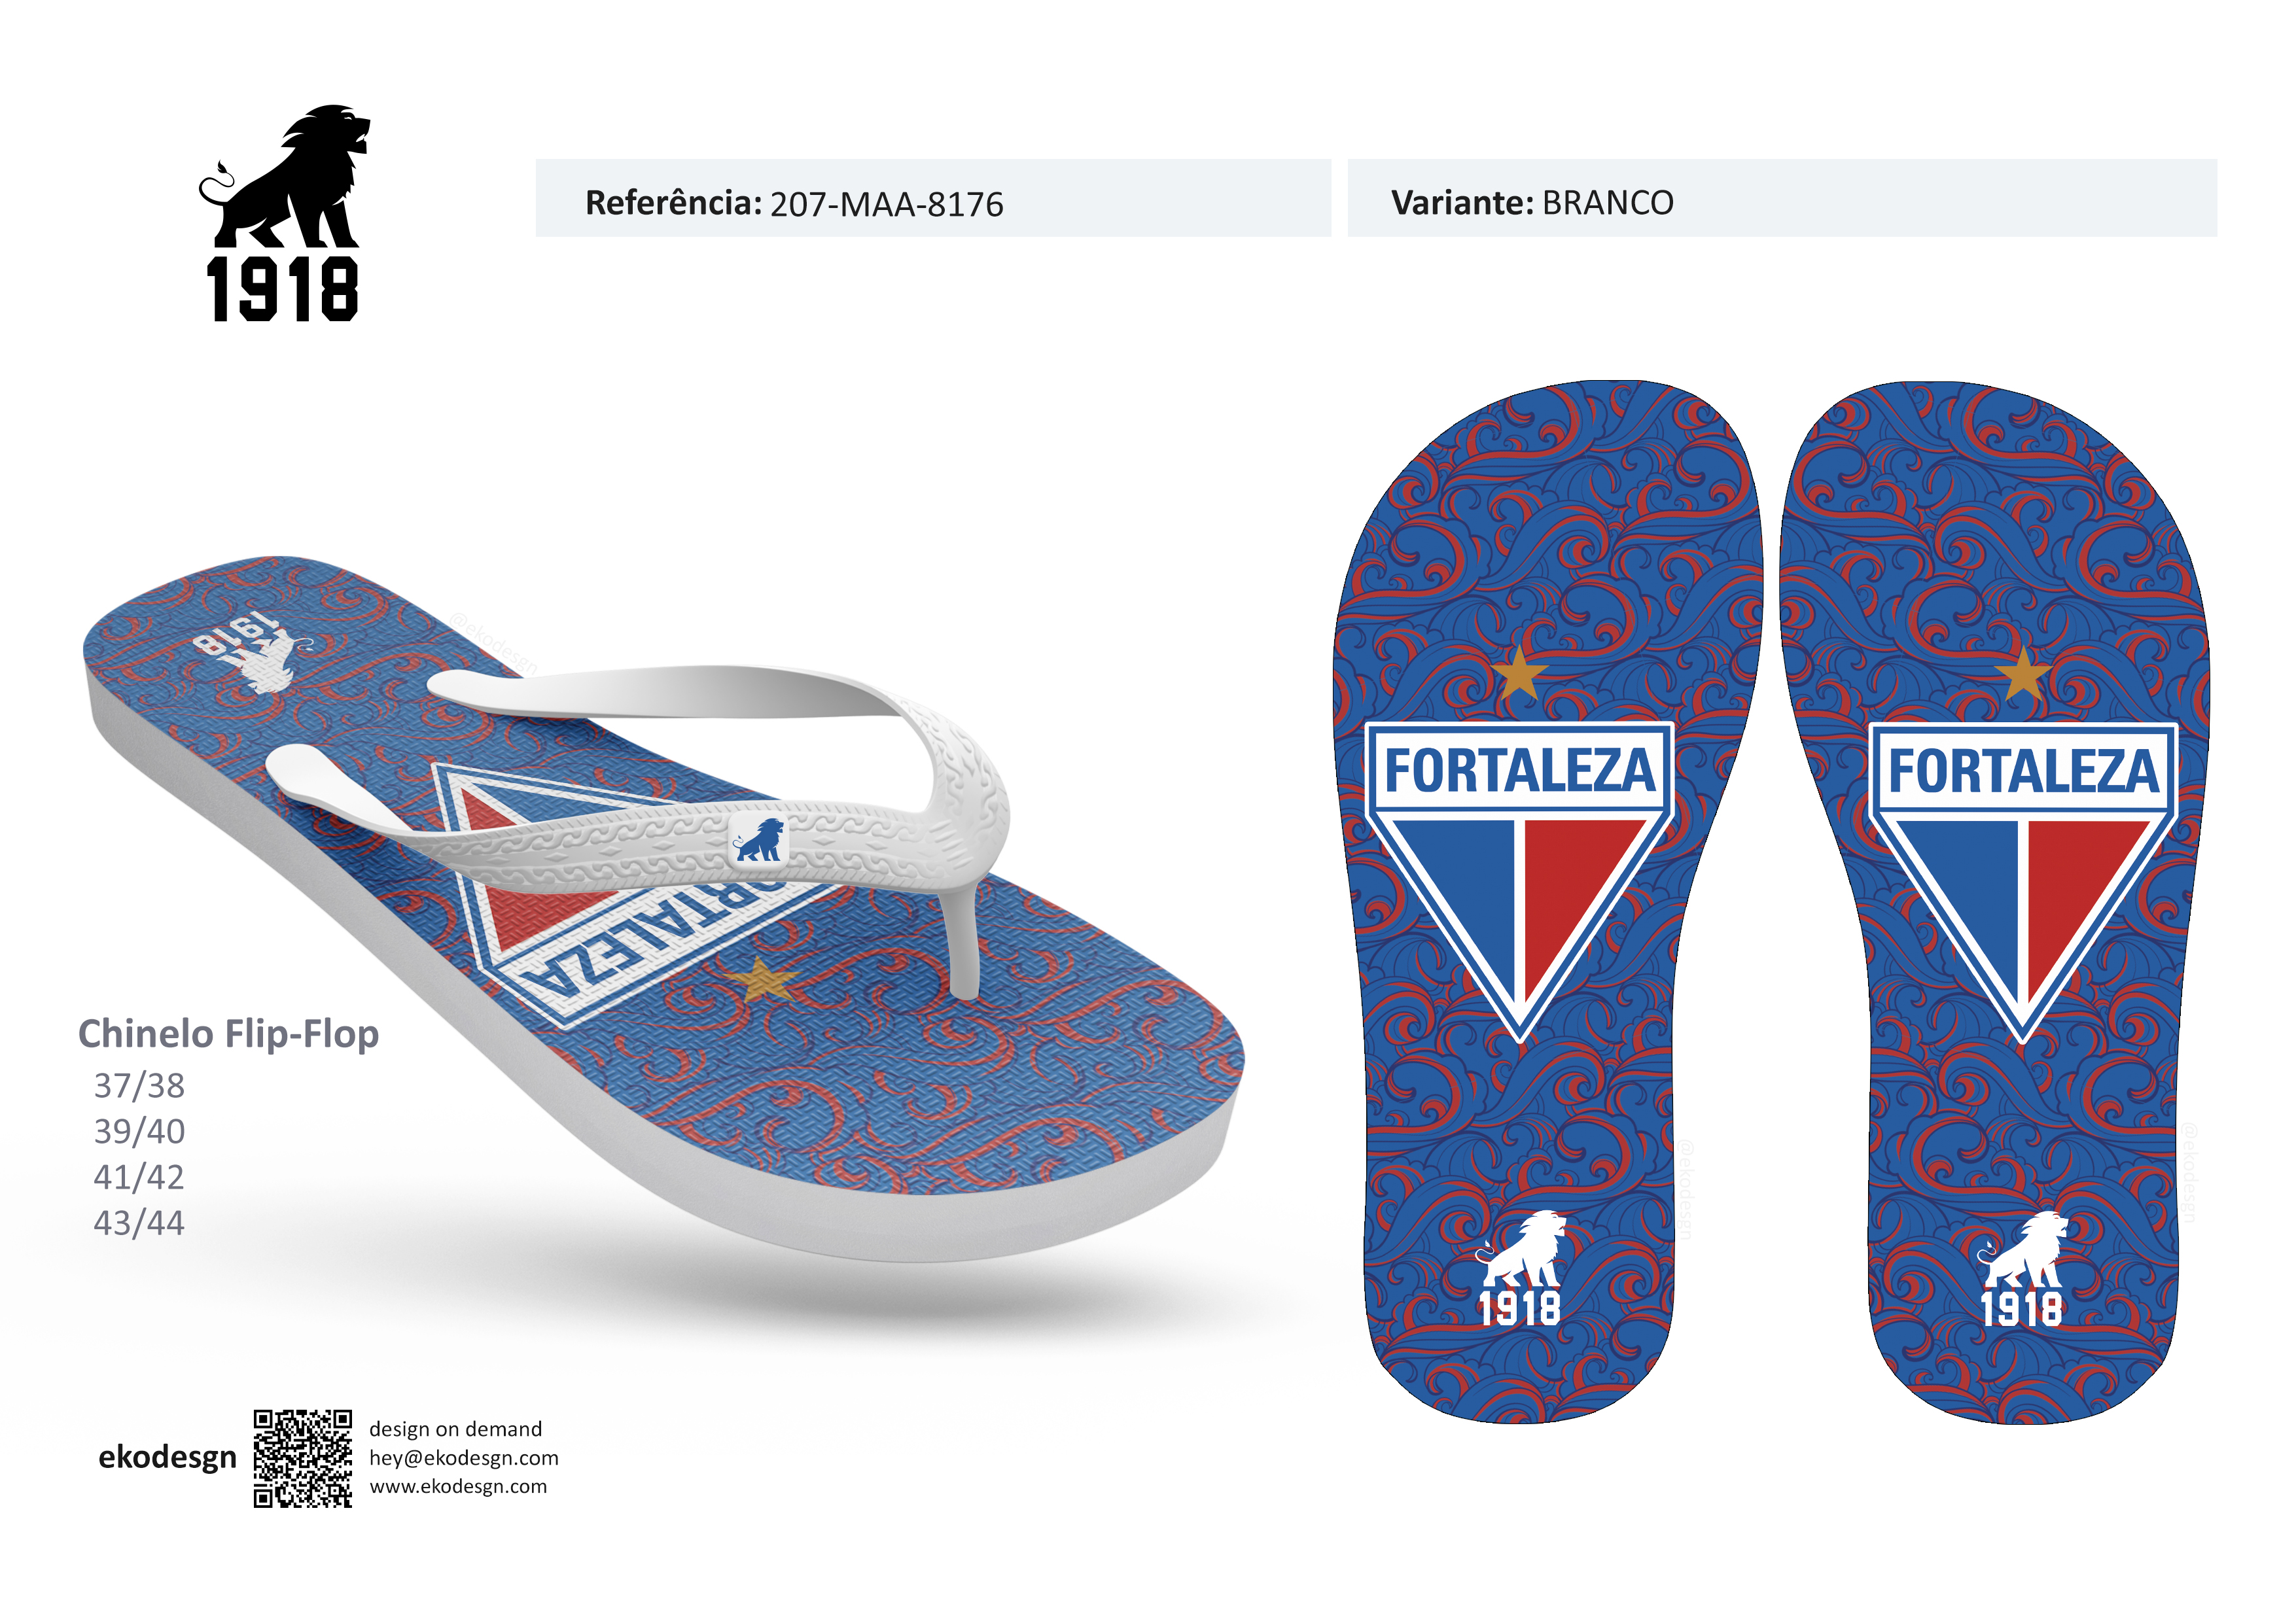 1918
Referência: 207-MAA-8176
Variante: BRANCO
1918
@ekodesgn
FORTALEZA
FORTALEZA
FORTALEZA
Chinelo Flip-Flop
37/38
39/40
41/42
43/44
@ekodesgn
@ekodesgn
1918
1918
ekodesgn
design on demand
hey@ekodesgn.com
www.ekodesgn.com